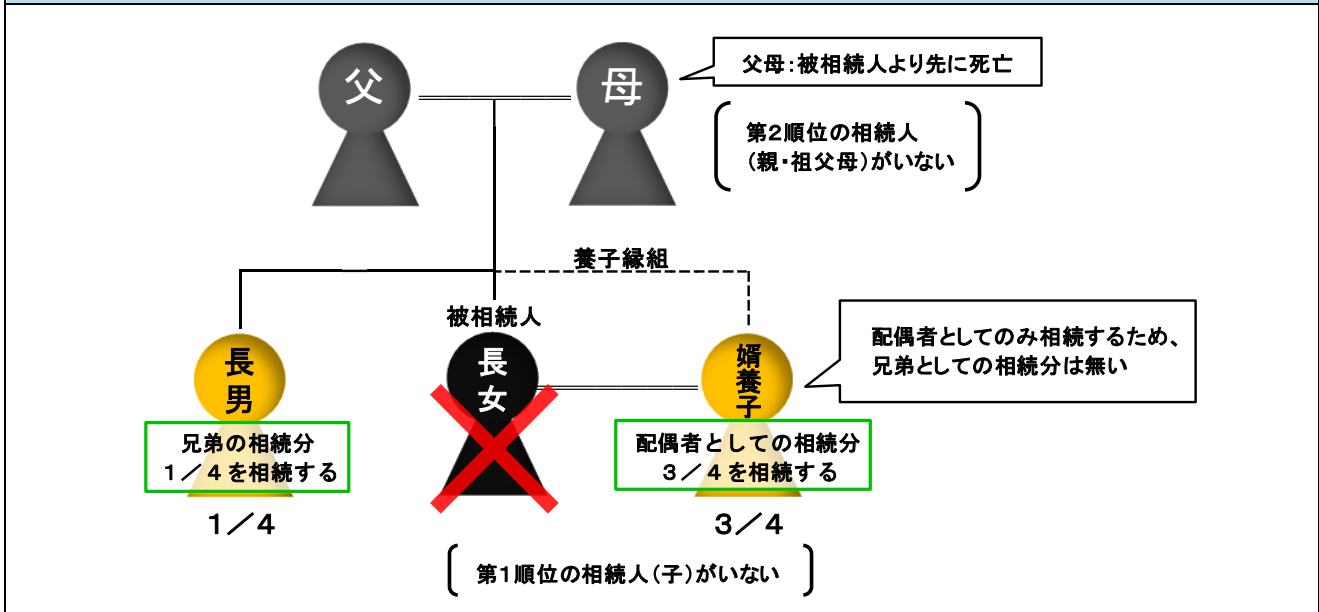 父
母
父母:被相続人より先に死亡
第2順位の相続人
(親・祖父母)がいない
養子縁組
被相続人
長男
長女
婿養子
配偶者としてのみ相続するため、
兄弟としての相続分は無い
兄弟の相続分
1/4を相続する
配偶者としての相続分
3/4を相続する
1/4
3/4
第1順位の相続人(子)がいない